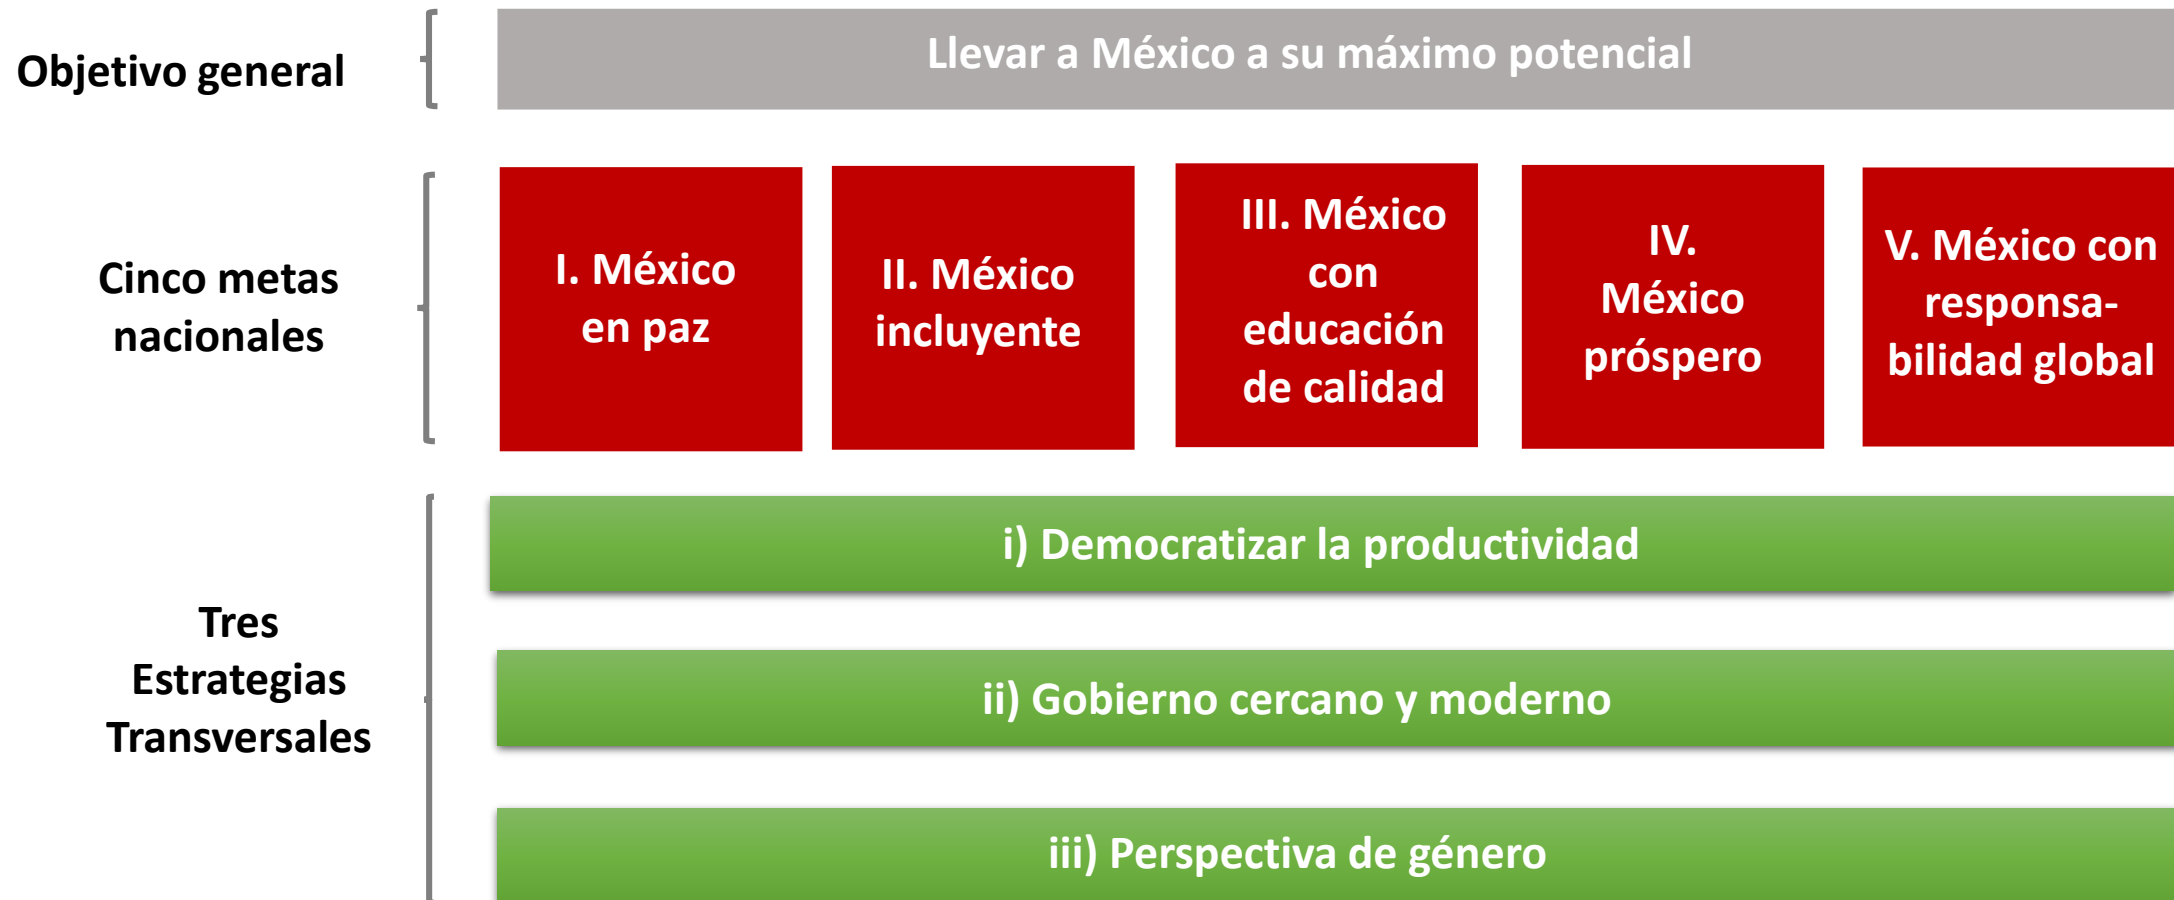 Objetivo general
Llevar a México a su máximo potencial
Cinco metas
nacionales
I. México
en paz
II. México
incluyente
III. México
con
educación
de calidad
IV.
México
próspero
V. México con
responsa-
bilidad global
Tres
Estrategias
Transversales
i) Democratizar la productividad
ii) Gobierno cercano y moderno
iii) Perspectiva de género